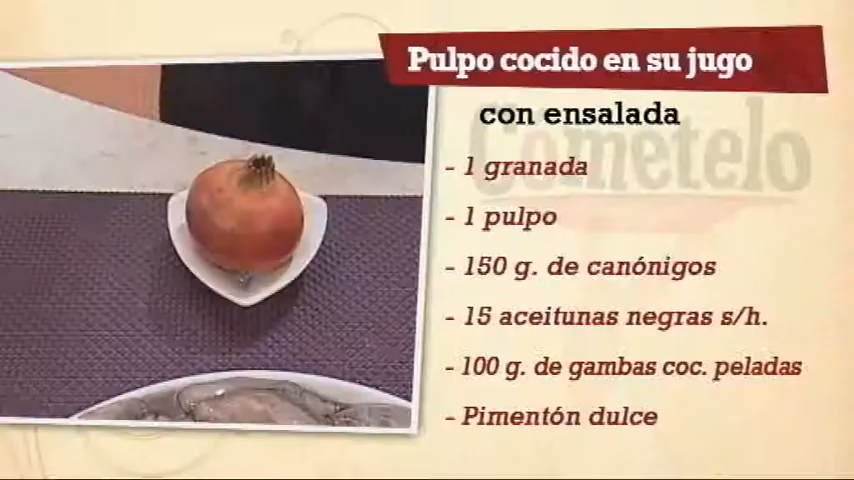 Pulpo cocido en su jugo
con ensalada
Cómetelo
- 1 granada
- 1 pulpo
- 150 g. de canónigos
- 15 aceitunas negras s/h.
- 100 g. de gambas coc. peladas
- Pimentón dulce